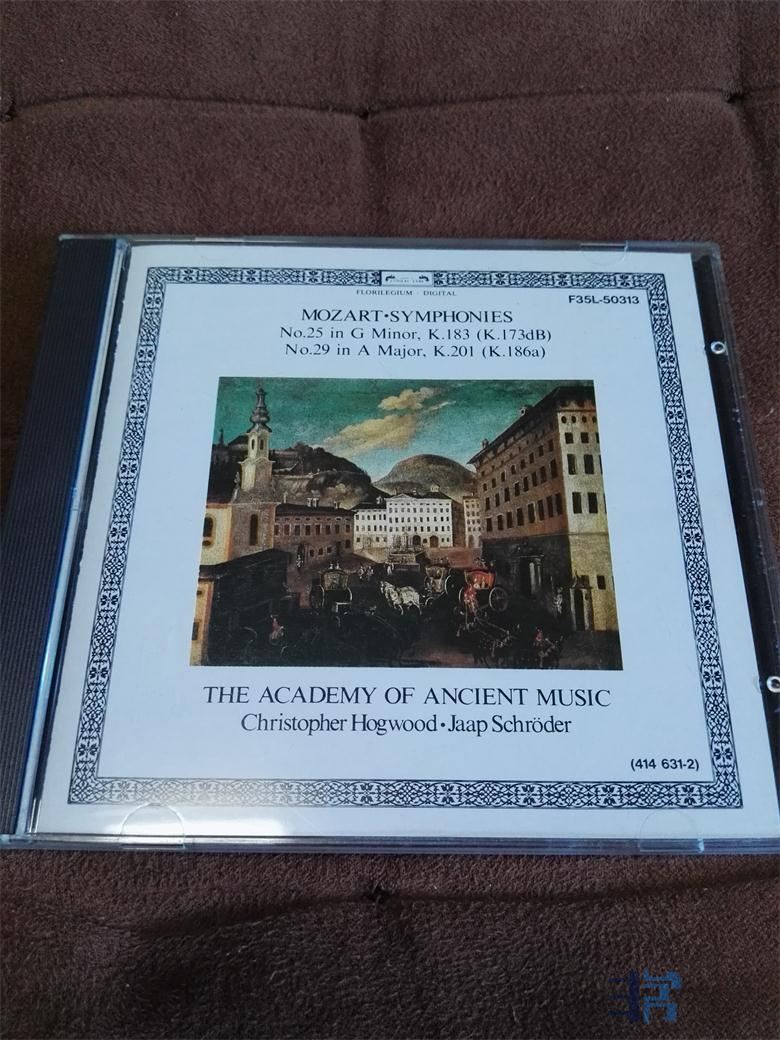 FLORILEGIUM · DIGITAL
F35L-50313
MOZART•SYMPHONIES
No.25 in G Minor, K.183 (K.173dB)
No.29 in A Major, K.201 (K.186a)
THE ACADEMY OF ANCIENT MUSIC
Christopher Hogwood • Jaap Schröder
(414 631-2)